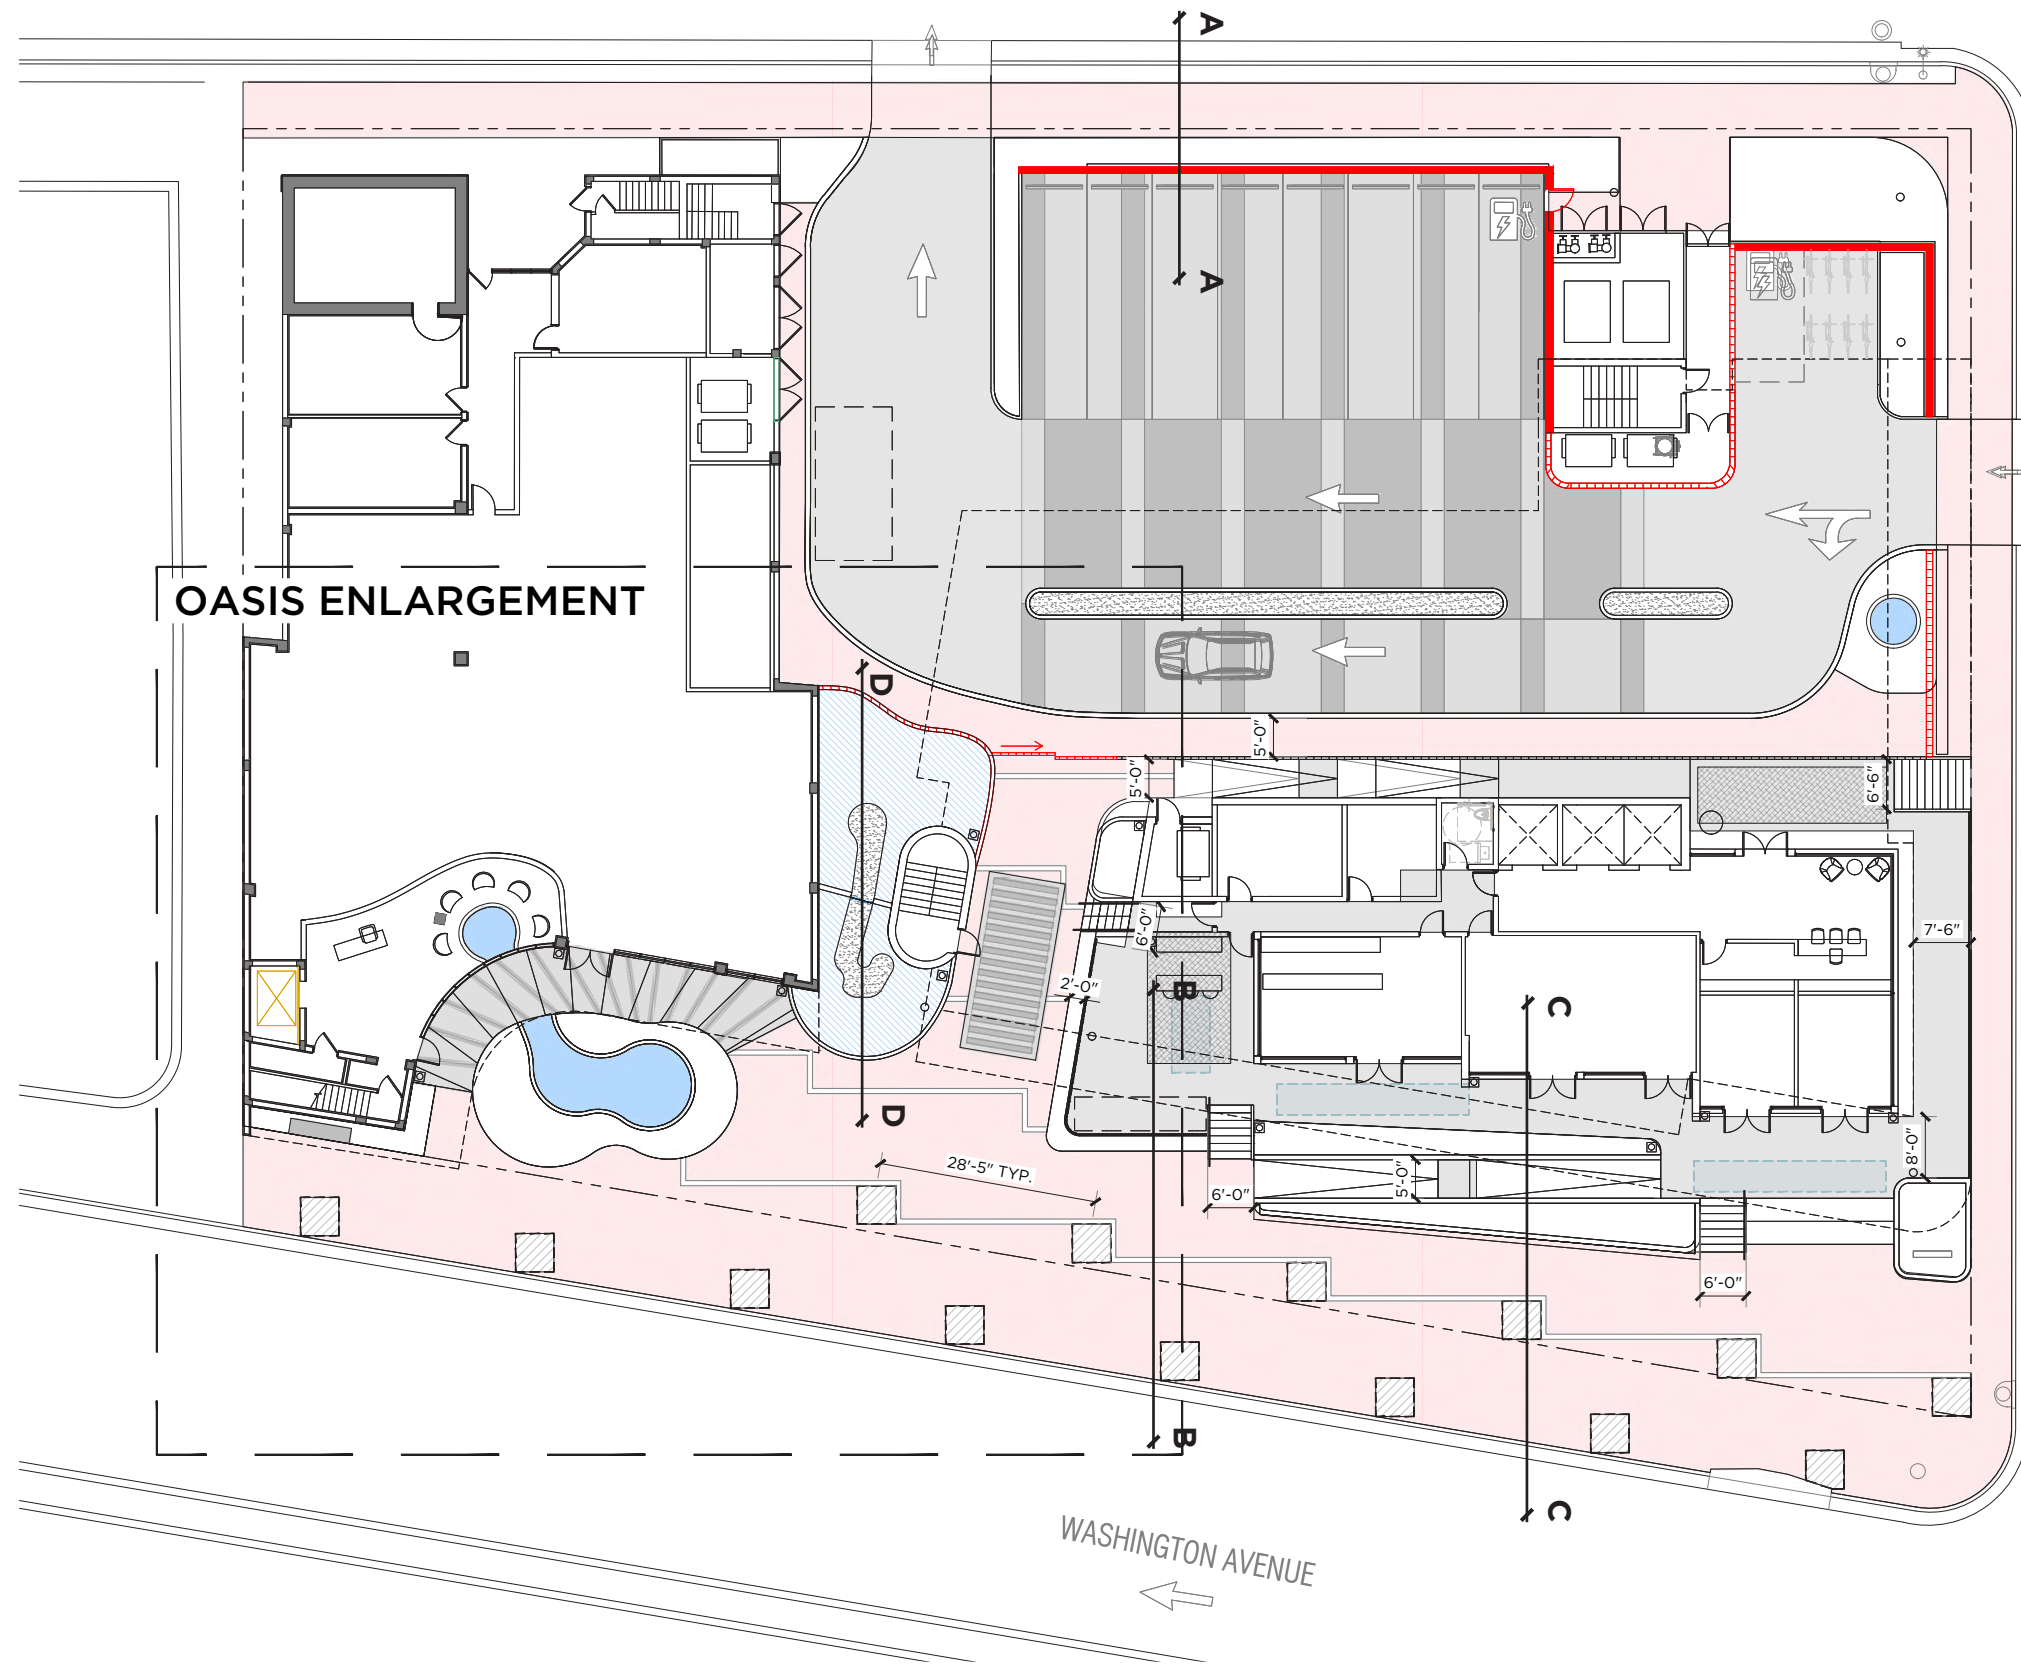 A
A
OASIS ENLARGEMENT
D
5'-0"
5'-0"
6'-6"
6'-0"
7'-6"
2'-0"
B
C
D
8'-0"
28'-5" TYP.
5'-0"
6'-0"
6'-0"
B
C
WASHINGTON AVENUE